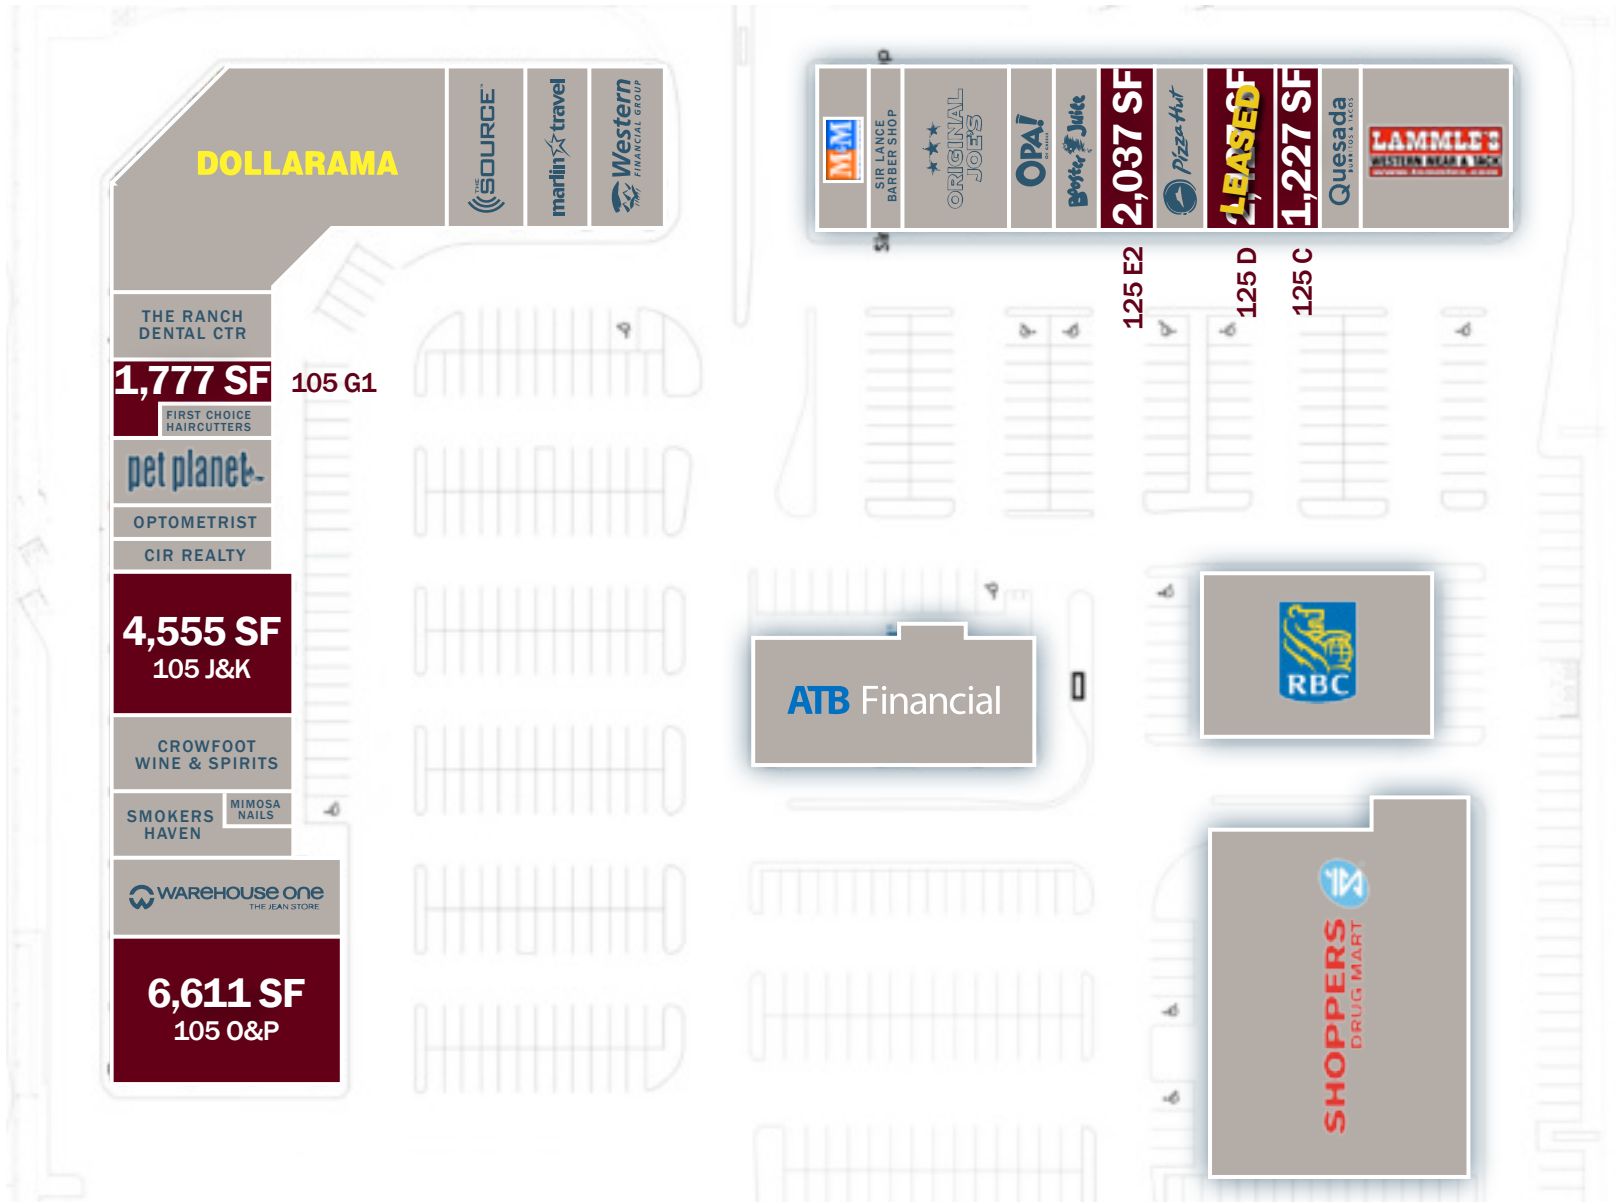 DOLLARAMA
THE SOURCE
marlin travel
Western
FINANCIAL GROUP
M&M
SIR LANCE
BARBER SHOP
ORIGINAL
JOE'S
OPA!
Booster Juice
2,037 SF
Pizza Hut
LEASED
1,227 SF
Quesada
BURRITOS & TACOS
LAMMLE'S
WESTERN WEAR & TACK
125 E2
125 D
125 C
THE RANCH
DENTAL CTR
1,777 SF
105 G1
FIRST CHOICE
HAIRCUTTERS
pet planet
OPTOMETRIST
CIR REALTY
4,555 SF
105 J&K
CROWFOOT
WINE & SPIRITS
SMOKERS
HAVEN
MIMOSA
NAILS
WAREHOUSE ONE
THE JEAN STORE
6,611 SF
105 O&P
ATB Financial
RBC
SHOPPERS
DRUG MART